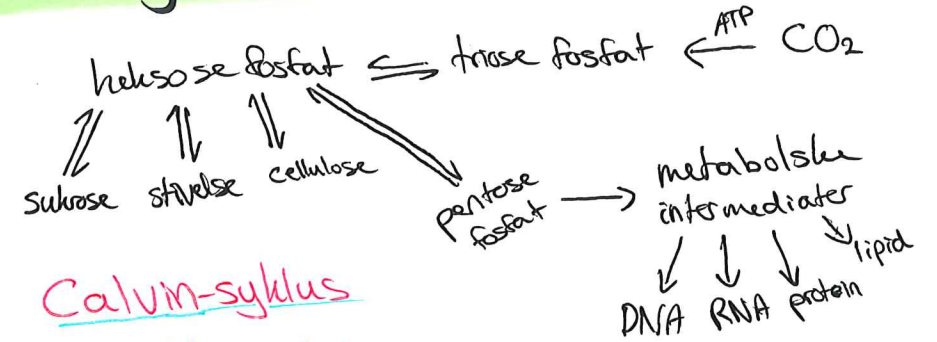 heksose fosfat ⇌ triose fosfat ← ATP CO₂
sukrose stivelse cellulose
pentose fosfat → metabolske intermediater
DNA RNA protein lipid
Calvin-syklus